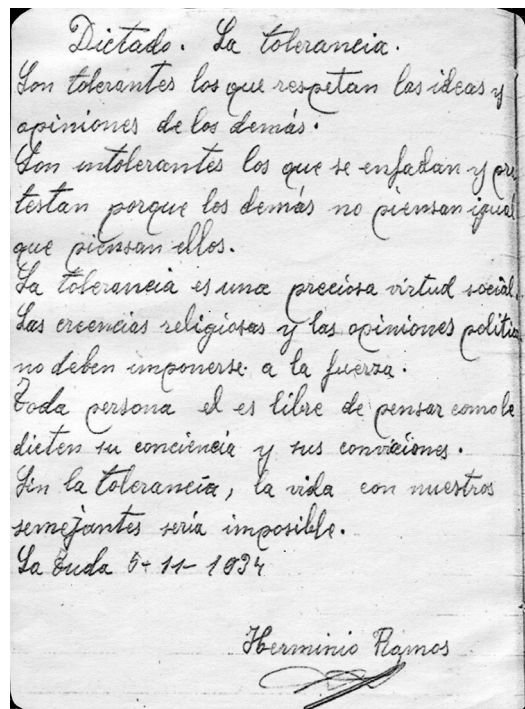 Dictado. La tolerancia.
Son tolerantes los que respetan las ideas y
opiniones de los demás.
Son intolerantes los que se enfadan y pro
testan porque los demás no piensan igual
que piensan ellos.
La tolerancia es una preciosa virtud social.
Las creencias religiosas y las opiniones politica
no deben imponerse a la fuerza.
Toda persona el es libre de pensar como le
dicten su conciencia y sus convicciones.
Sin la tolerancia, la vida con nuestros
semejantes sería imposible.
La Tuda 5-11-1934
Herminio Ramos